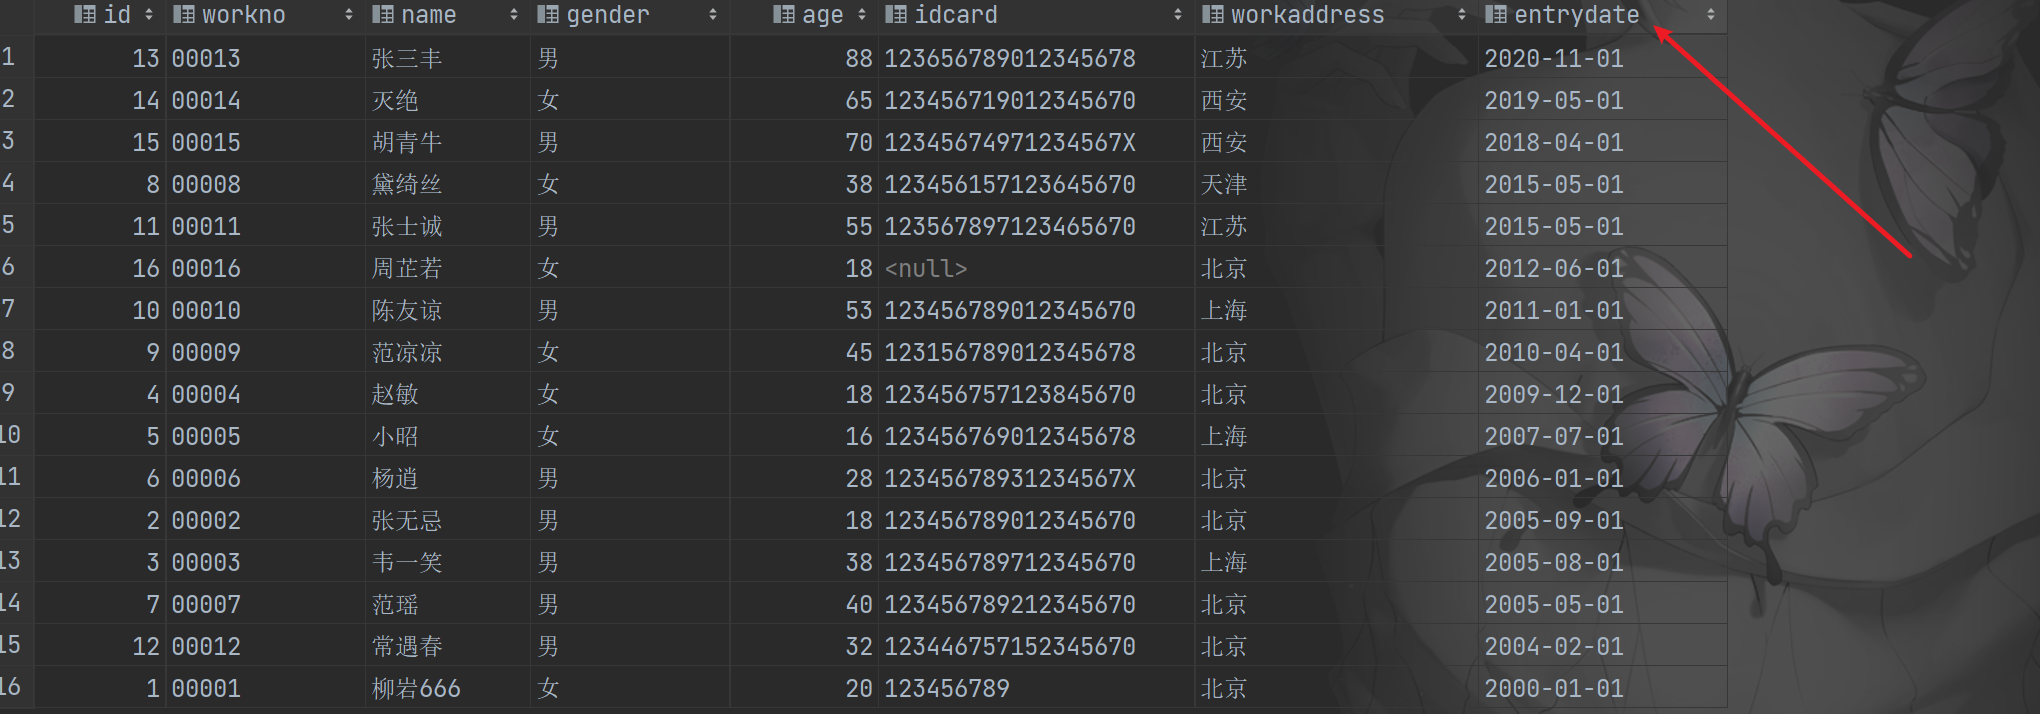 id workno name gender age idcard workaddress entrydate
1 13 00013 张三丰 男 88 123656789012345678 江苏 2020-11-01
2 14 00014 灭绝 女 65 123456719012345670 西安 2019-05-01
3 15 00015 胡青牛 男 70 12345674971234567X 西安 2018-04-01
4 8 00008 黛绮丝 女 38 123456157123645670 天津 2015-05-01
5 11 00011 张士诚 男 55 123567897123465670 江苏 2015-05-01
6 16 00016 周芷若 女 18 <null> 北京 2012-06-01
7 10 00010 陈友谅 男 53 123456789012345670 上海 2011-01-01
8 9 00009 范凉凉 女 45 123156789012345678 北京 2010-04-01
9 4 00004 赵敏 女 18 123456757123845670 北京 2009-12-01
10 5 00005 小昭 女 16 123456769012345678 上海 2007-07-01
11 6 00006 杨逍 男 28 12345678931234567X 北京 2006-01-01
12 2 00002 张无忌 男 18 123456789012345670 北京 2005-09-01
13 3 00003 韦一笑 男 38 123456789712345670 上海 2005-08-01
14 7 00007 范瑶 男 40 123456789212345670 北京 2005-05-01
15 12 00012 常遇春 男 32 123446757152345670 北京 2004-02-01
16 1 00001 柳岩666 女 20 123456789 北京 2000-01-01